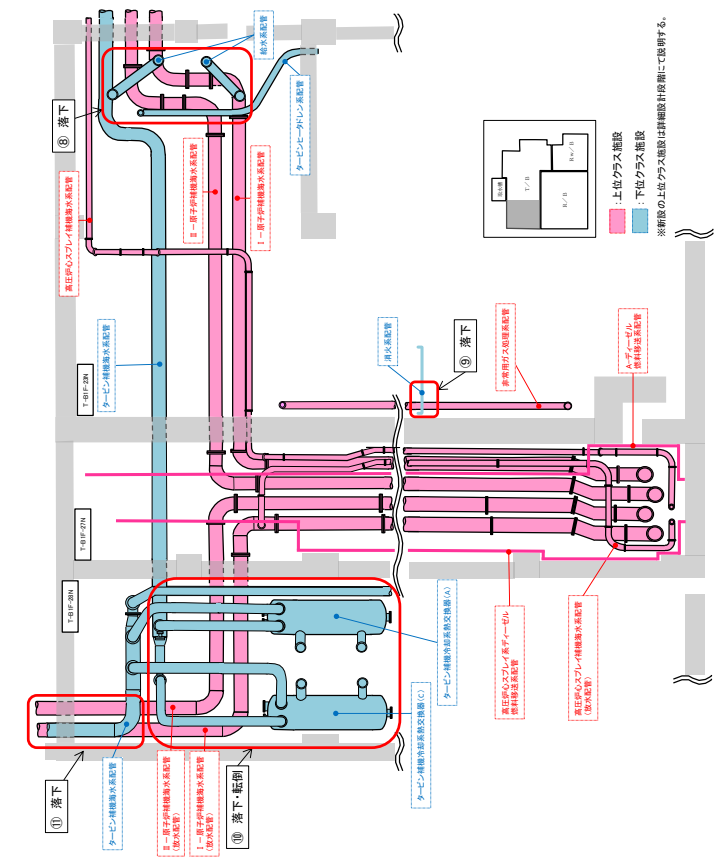 ⑧ 落下
給水系配管
タービンヒータドレン系配管
高圧炉心スプレイ補機海水系配管
Ⅱ－原子炉補機海水系配管
Ⅰ－原子炉補機海水系配管
取水槽
T／B
R／B
Rw／B
：上位クラス施設
：下位クラス施設
※新設の上位クラス施設は詳細設計段階にて説明する。
T-B1F-23N
タービン補機海水系配管
消火系配管
⑨ 落下
非常用ガス処理系配管
A-ディーゼル
燃料移送系配管
T-B1F-27N
T-B1F-28N
タービン補機冷却系熱交換器(A)
高圧炉心スプレイ系ディーゼル
燃料移送系配管
高圧炉心スプレイ補機海水系配管
(放水配管)
⑪ 落下
タービン補機海水系配管
Ⅱ－原子炉補機海水系配管
(放水配管)
Ⅰ－原子炉補機海水系配管
(放水配管)
⑩ 落下・転倒
タービン補機冷却系熱交換器(C)